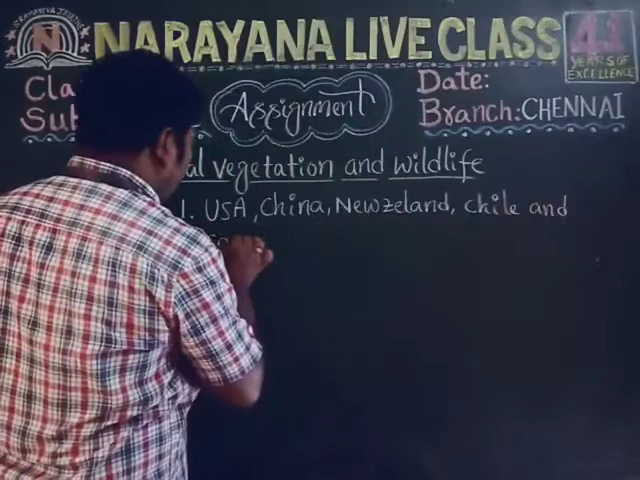 NARAYANA LIVE CLASS
N
41
YEARS OF
EXCELLENCE
Assignment
Date:
Branch: CHENNAI
vegetation and wildlife
1. USA, China, Newzeland, chile and